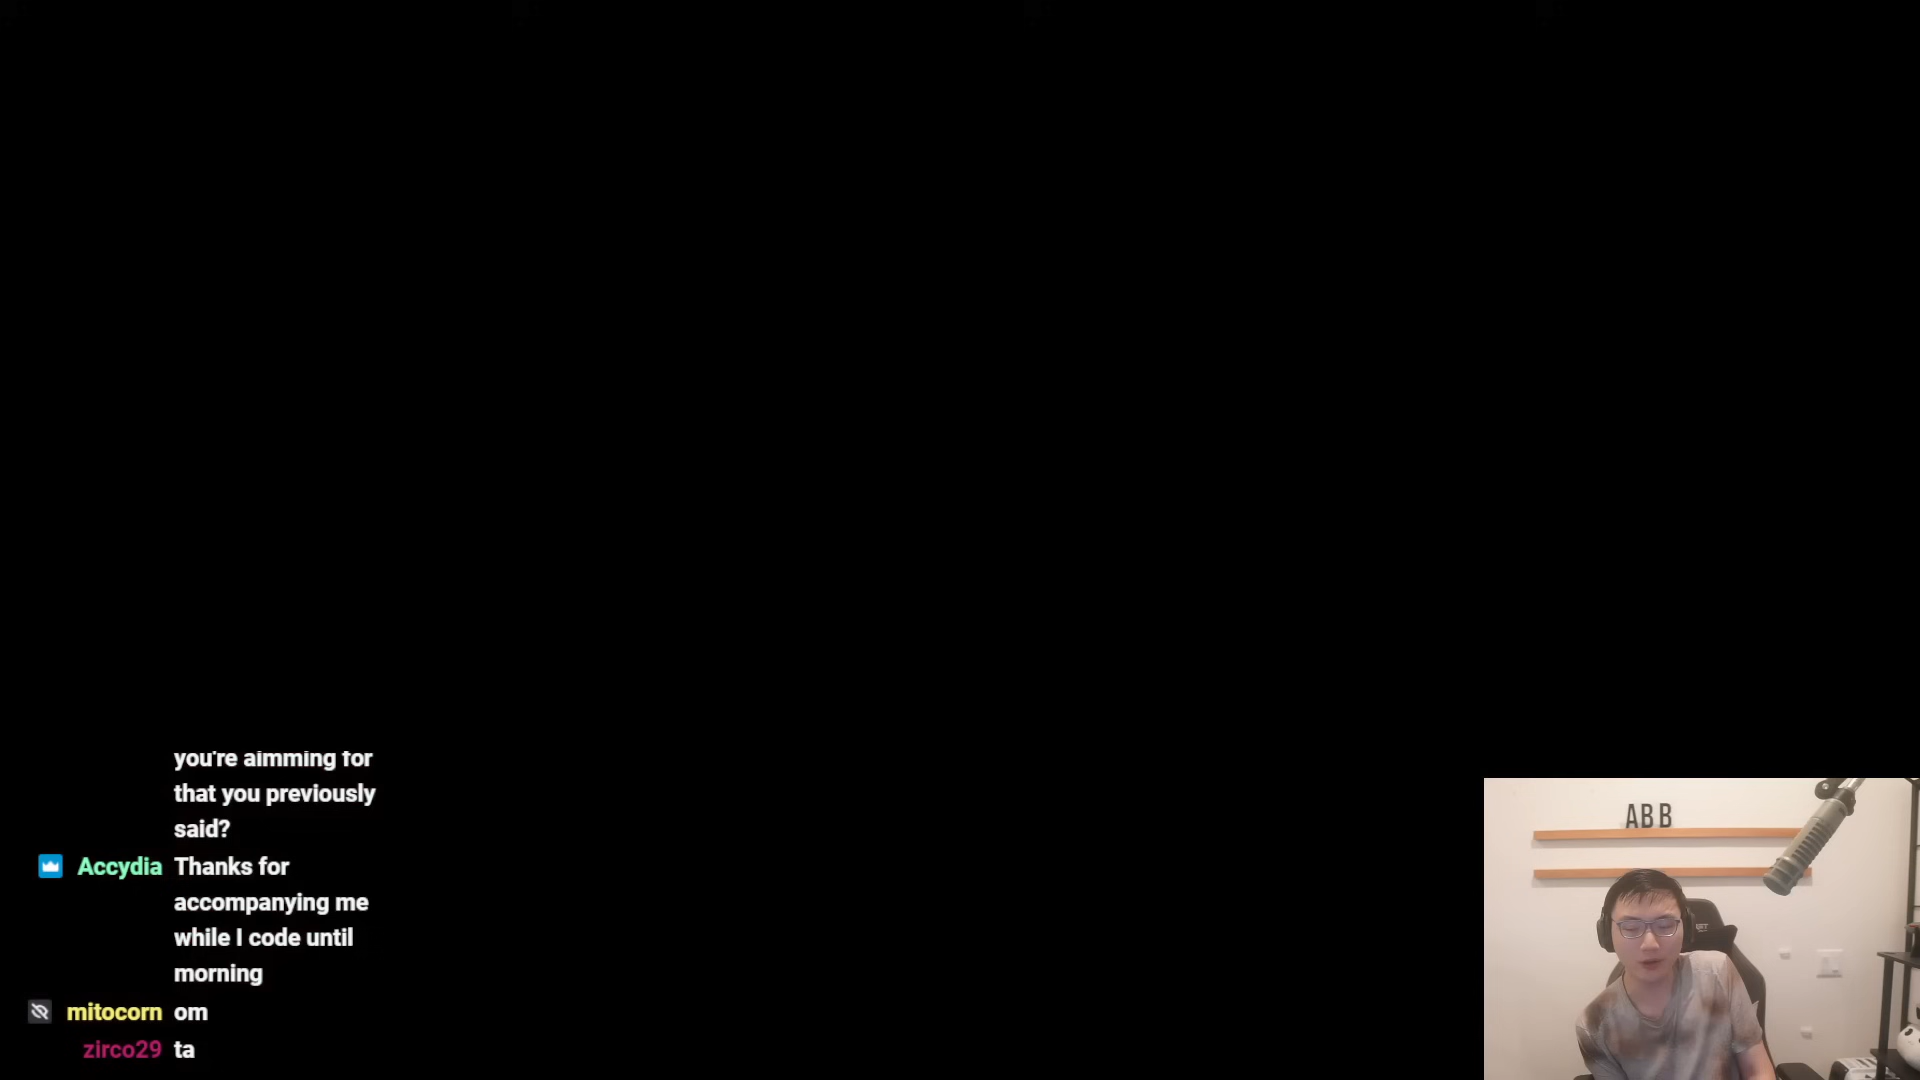 you're aimming for
that you previously
said?
Accydia Thanks for
accompanying me
while I code until
morning
mitocorn om
zirco29 ta
ABB